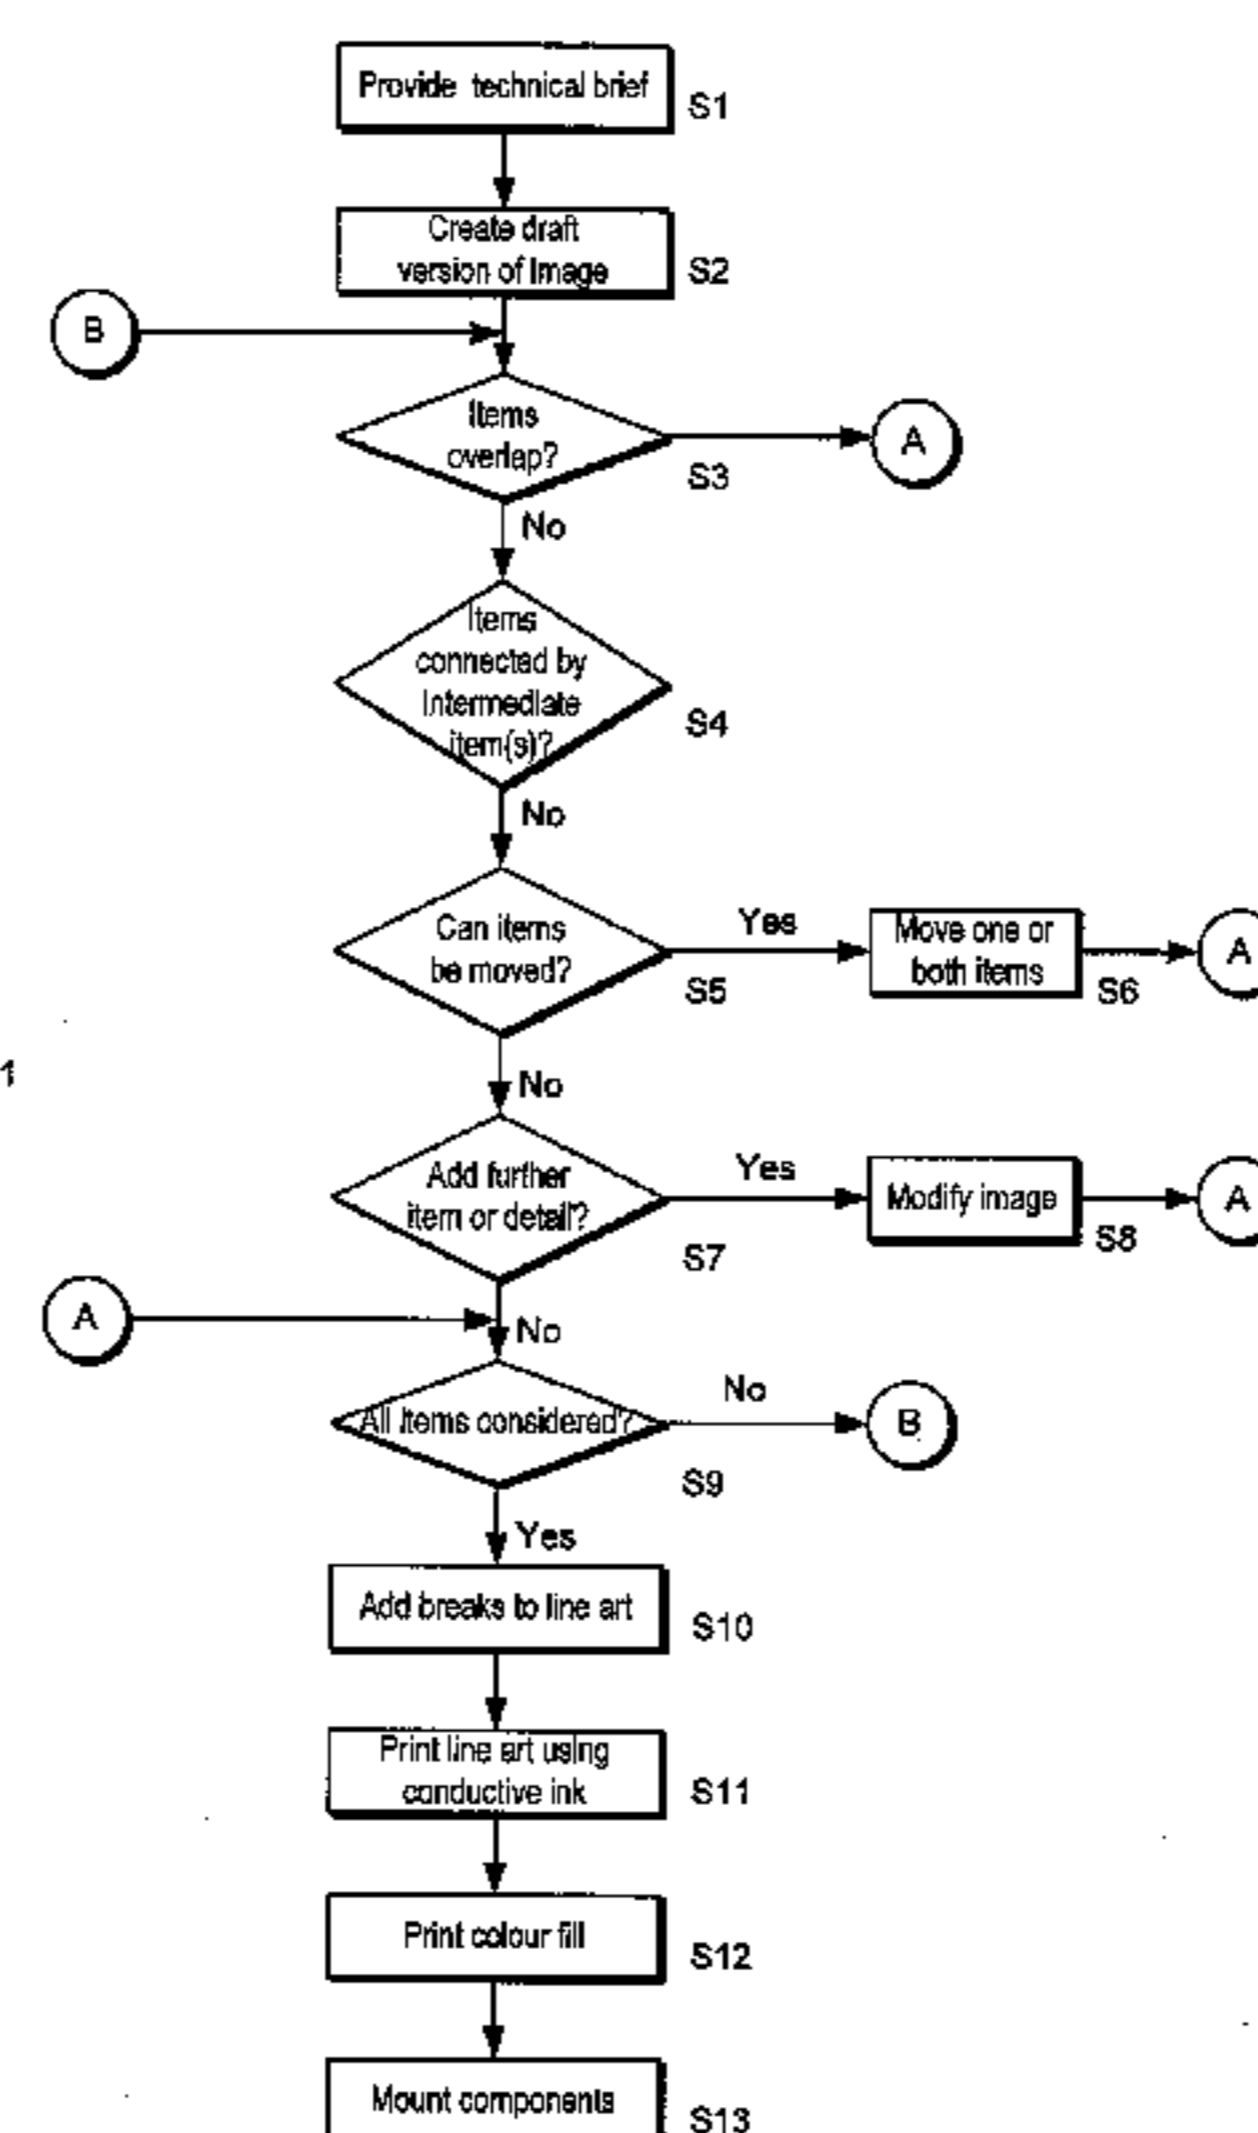 Provide technical brief
S1
Create draft
version of Image
S2
B
Items
overlap?
S3
A
No
Items
connected by
Intermediate
item(s)?
S4
No
Can items
be moved?
S5
Yes
Move one or
both items
S6
A
No
1
Add further
item or detail?
S7
Yes
Modify image
S8
A
A
No
All items considered?
S9
No
B
Yes
Add breaks to line art
S10
Print line art using
conductive ink
S11
Print colour fill
S12
Mount components
S13